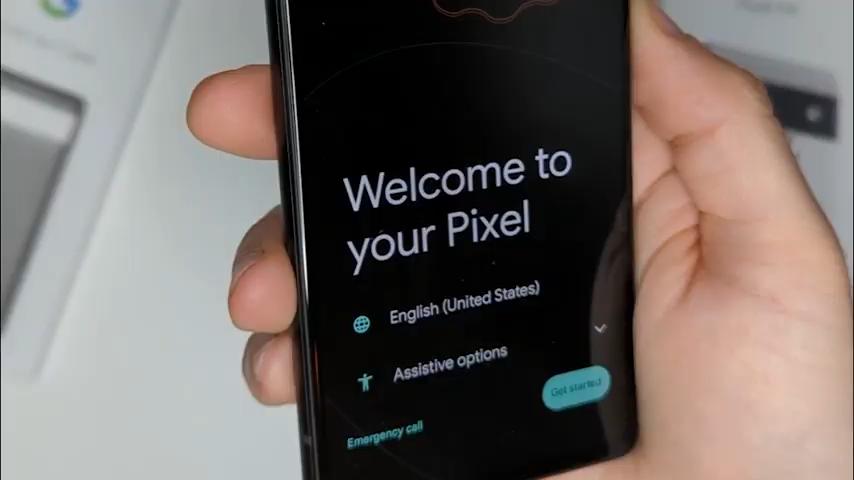 Welcome to
your Pixel
English (United States)
Assistive options
Get started
Emergency call